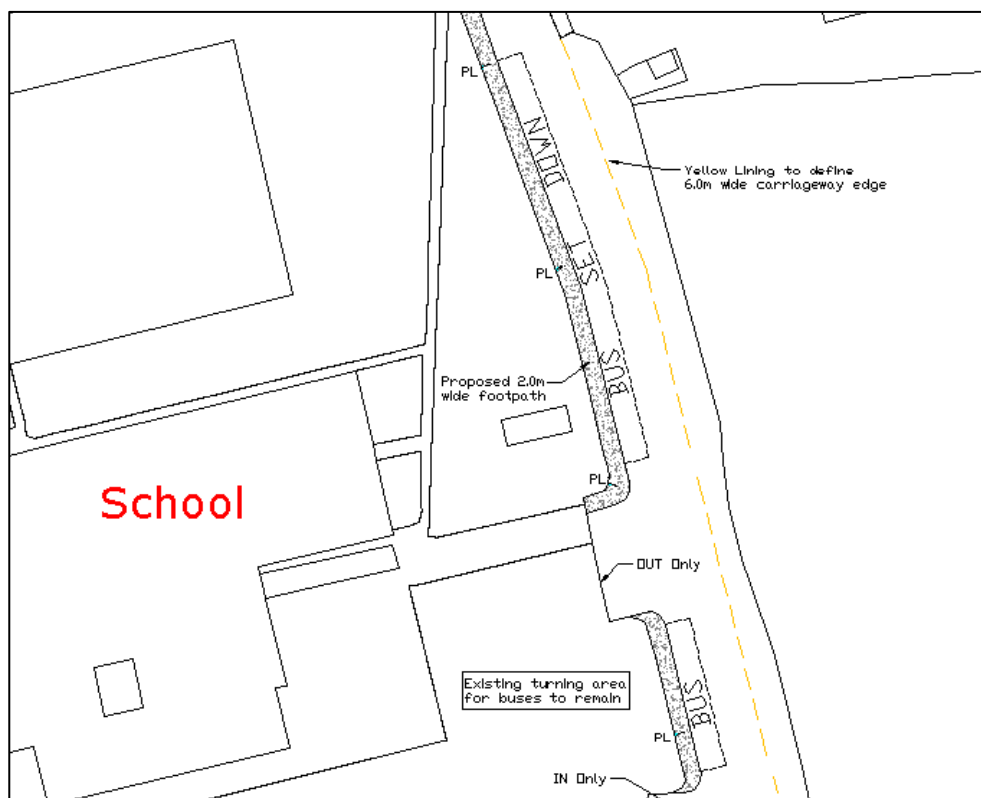 PL
DOWN
Yellow Lining to define
6.0m wide carriageway edge
PL
SET
BUS
Proposed 2.0m
wide footpath
PL
School
OUT Only
Existing turning area
for buses to remain
BUS
PL
IN Only